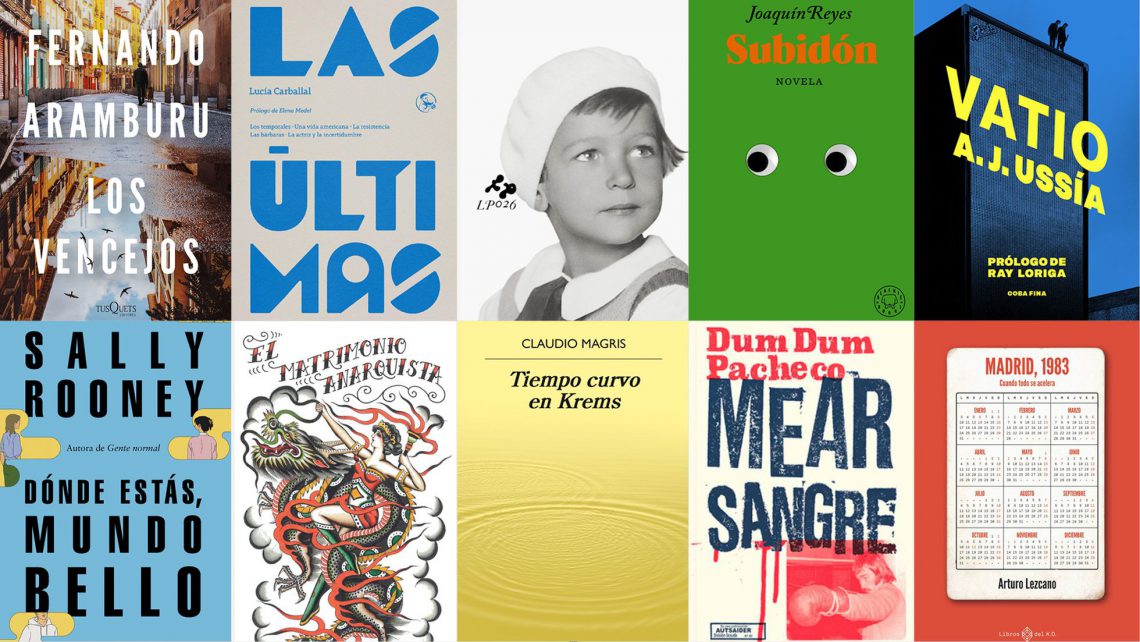 FERNANDO
ARAMBURU
LOS
VENCEJOS
TUSQUETS
EDITORES
LAS
Lucía Carballal
Prólogo de Elena Medel
Los temporales · Una vida americana · La resistencia
Las bárbaras · La actriz y la incertidumbre
ÚLTI
MAS
LP026
Joaquín Reyes
Subidón
NOVELA
VATIO
A. J. USSÍA
PRÓLOGO DE
RAY LORIGA
COBA FINA
SALLY
ROONEY
Autora de Gente normal
DÓNDE ESTÁS,
MUNDO
BELLO
EL
MATRIMONIO
ANARQUISTA
CLAUDIO MAGRIS
Tiempo curvo
en Krems
Dum Dum
Pacheco
MEAR
SANGRE
AUTSAIDER
MADRID, 1983
Cuando todo se acelera
ENERO
FEBRERO
MARZO
ABRIL
MAYO
JUNIO
JULIO
AGOSTO
SEPTIEMBRE
OCTUBRE
NOVIEMBRE
DICIEMBRE
Arturo Lezcano
Libros del K.O.